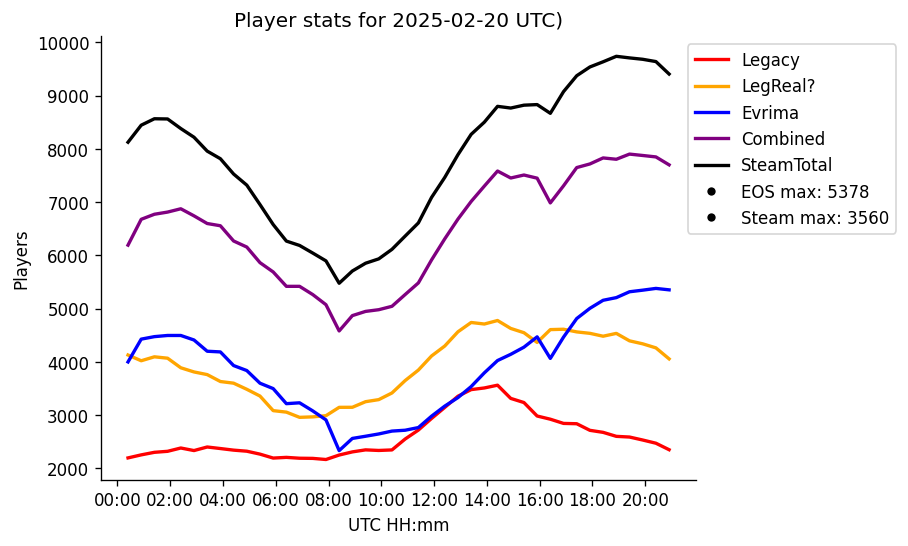 Player stats for 2025-02-20 UTC)
10000
9000
8000
7000
6000
5000
4000
3000
2000
Players
00:00 02:00 04:00 06:00 08:00 10:00 12:00 14:00 16:00 18:00 20:00
UTC HH:mm
Legacy
LegReal?
Evrima
Combined
SteamTotal
EOS max: 5378
Steam max: 3560